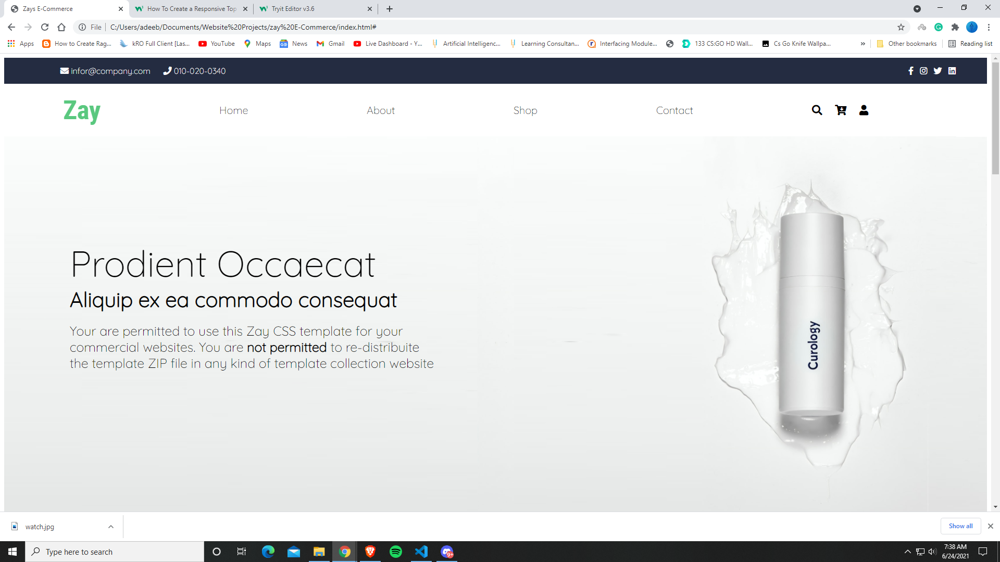 Zays E-Commerce
How To Create a Responsive Top
Tryit Editor v3.6
File
C:/Users/adeeb/Documents/Website%20Projects/zay%20E-Commerce/index.html#
Apps
How to Create Rag...
kRO Full Client [Las...
YouTube
Maps
News
Gmail
Live Dashboard - Y...
Artificial Intelligenc...
Learning Consultan...
Interfacing Module...
133 CS:GO HD Wall...
Cs Go Knife Wallpa...
»
Other bookmarks
Reading list
infor@company.com
010-020-0340
Zay
Home
About
Shop
Contact
Prodient Occaecat
Aliquip ex ea commodo consequat
Your are permitted to use this Zay CSS template for your
commercial websites. You are not permitted to re-distribuite
the template ZIP file in any kind of template collection website
Curology
watch.jpg
Show all
Type here to search
9+
7:38 AM
6/24/2021